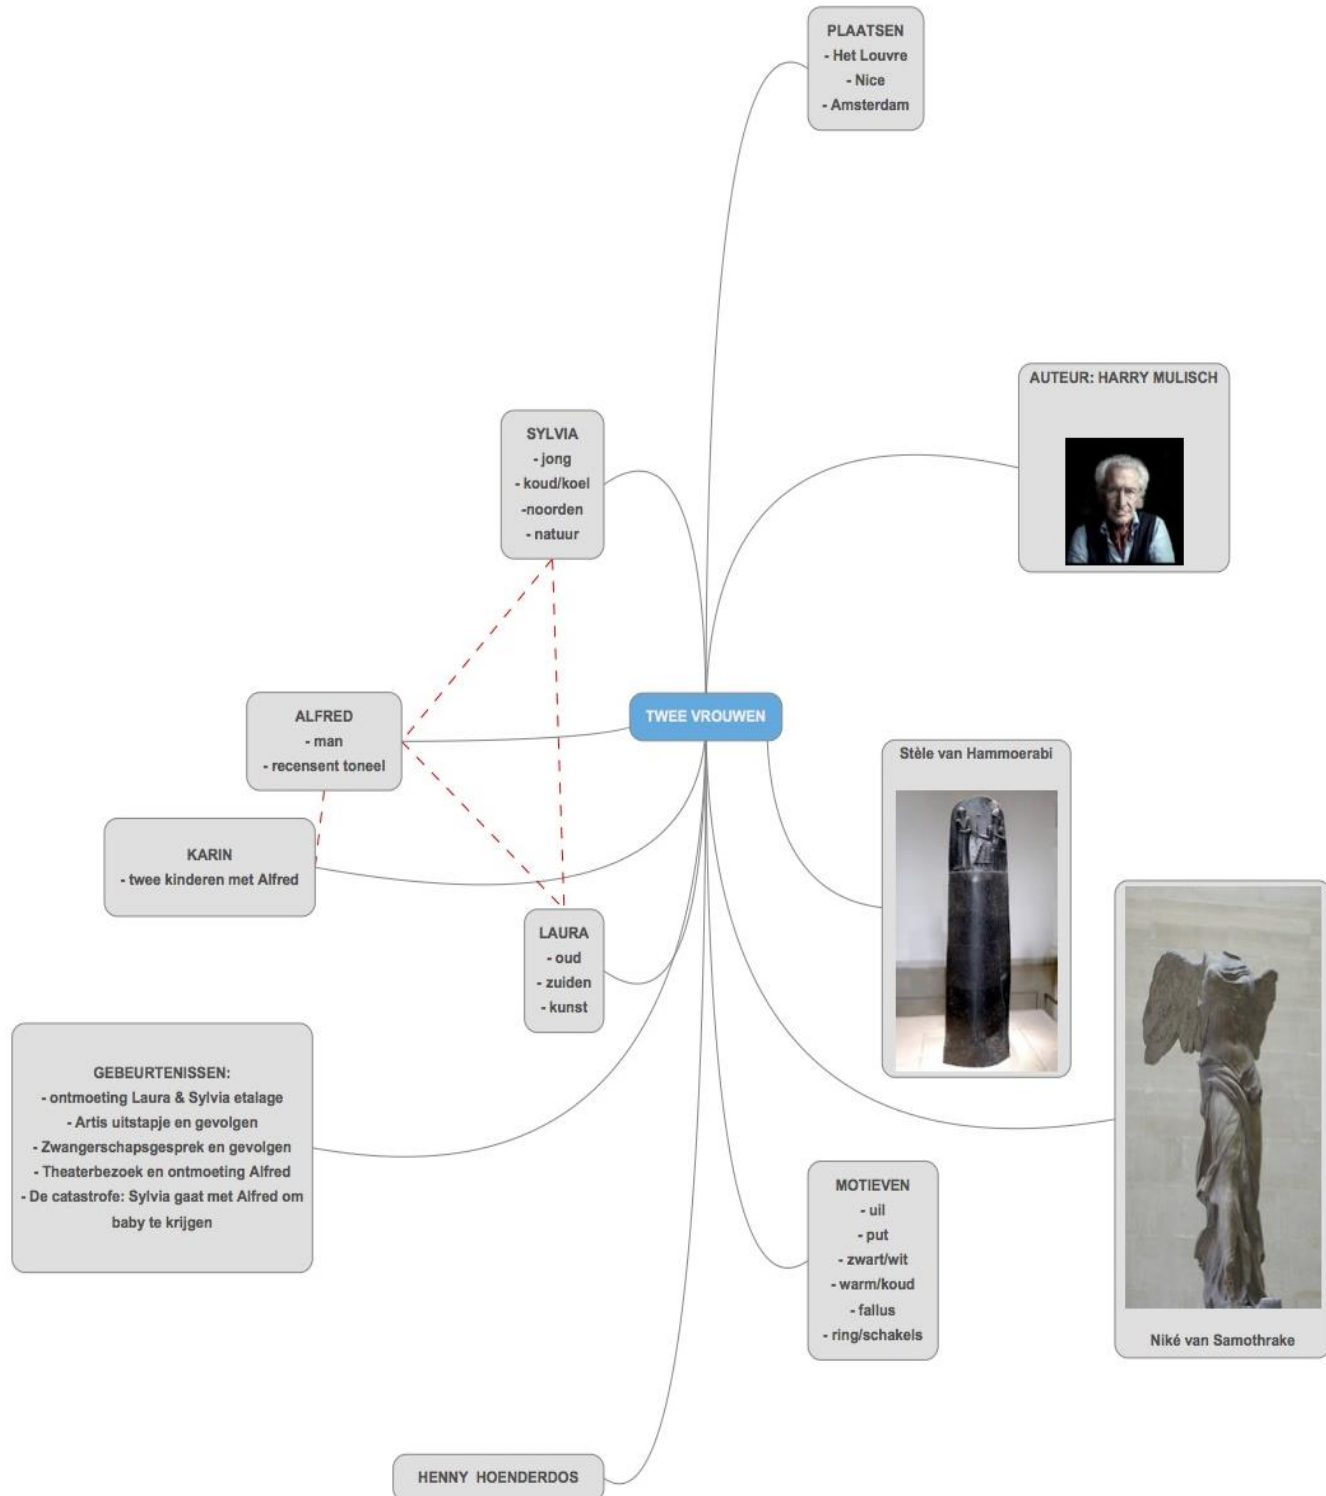 PLAATSEN
- Het Louvre
- Nice
- Amsterdam
AUTEUR: HARRY MULISCH
SYLVIA
- jong
- koud/koel
-noorden
- natuur
ALFRED
- man
- recensent toneel
TWEE VROUWEN
Stèle van Hammoerabi
KARIN
- twee kinderen met Alfred
LAURA
- oud
- zuiden
- kunst
GEBEURTENISSEN:
- ontmoeting Laura & Sylvia etalage
- Artis uitstapje en gevolgen
- Zwangerschapsgesprek en gevolgen
- Theaterbezoek en ontmoeting Alfred
- De catastrofe: Sylvia gaat met Alfred om
baby te krijgen
MOTIEVEN
- uil
- put
- zwart/wit
- warm/koud
- fallus
- ring/schakels
Niké van Samothrake
HENNY HOENDERDOS